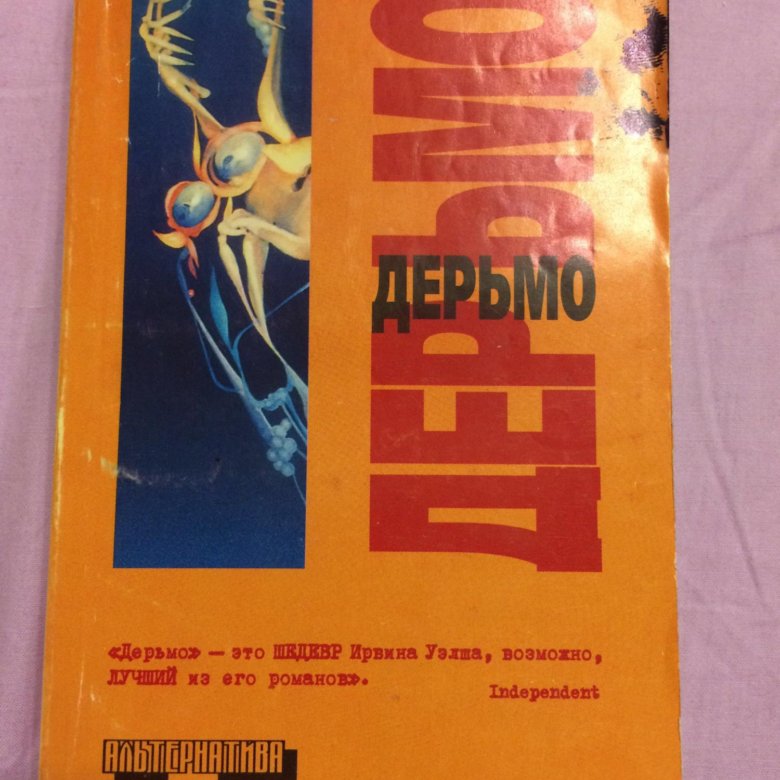 ДЕРЬМО
ДЕРЬМО
«Дерьмо» — это ШЕДЕВР Ирвина Уэлша, возможно,
ЛУЧШИЙ из его романов».
Independent
АЛЬТЕРНАТИВА